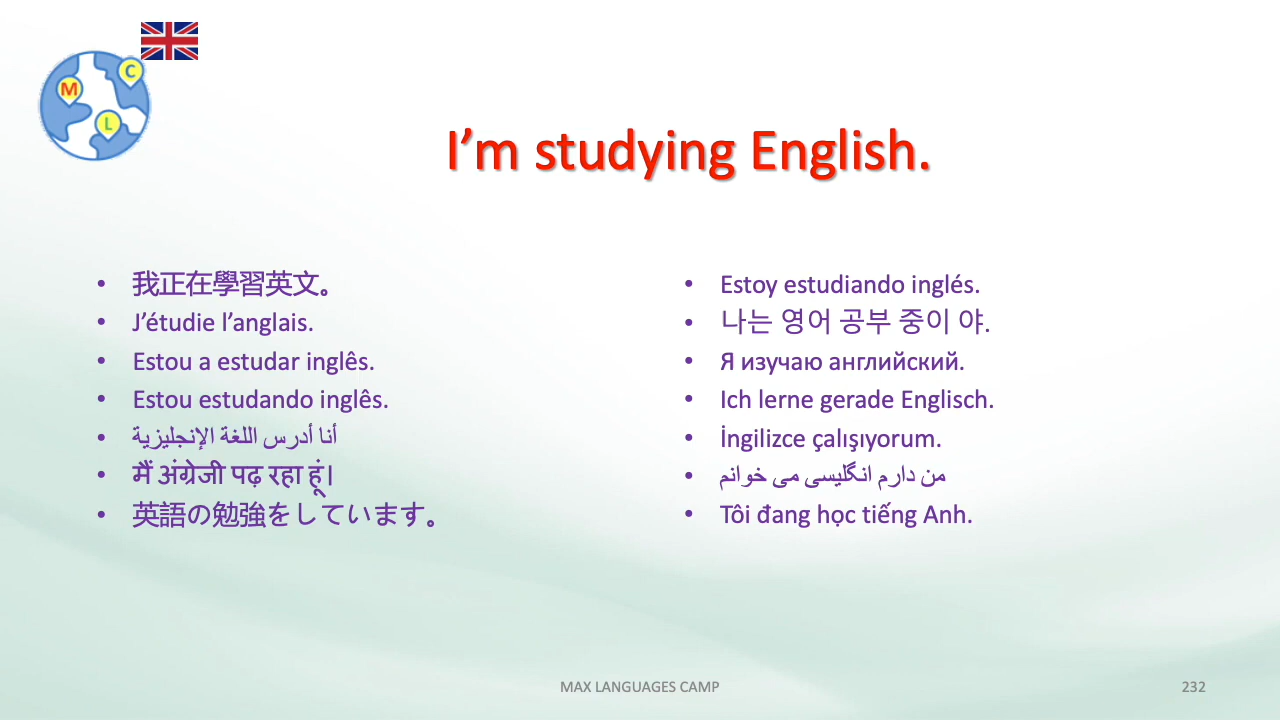 M
C
L
I’m studying English.
• 我正在學習英文。
• J’étudie l’anglais.
• Estou a estudar inglês.
• Estou estudando inglês.
• أنا أدرس اللغة الإنجليزية
• मैं अंग्रेजी पढ़ रहा हूं।
• 英語の勉強をしています。
• Estoy estudiando inglés.
• 나는 영어 공부 중이 야.
• Я изучаю английский.
• Ich lerne gerade Englisch.
• İngilizce çalışıyorum.
• من دارم انگلیسی می خوانم
• Tôi đang học tiếng Anh.
MAX LANGUAGES CAMP
232